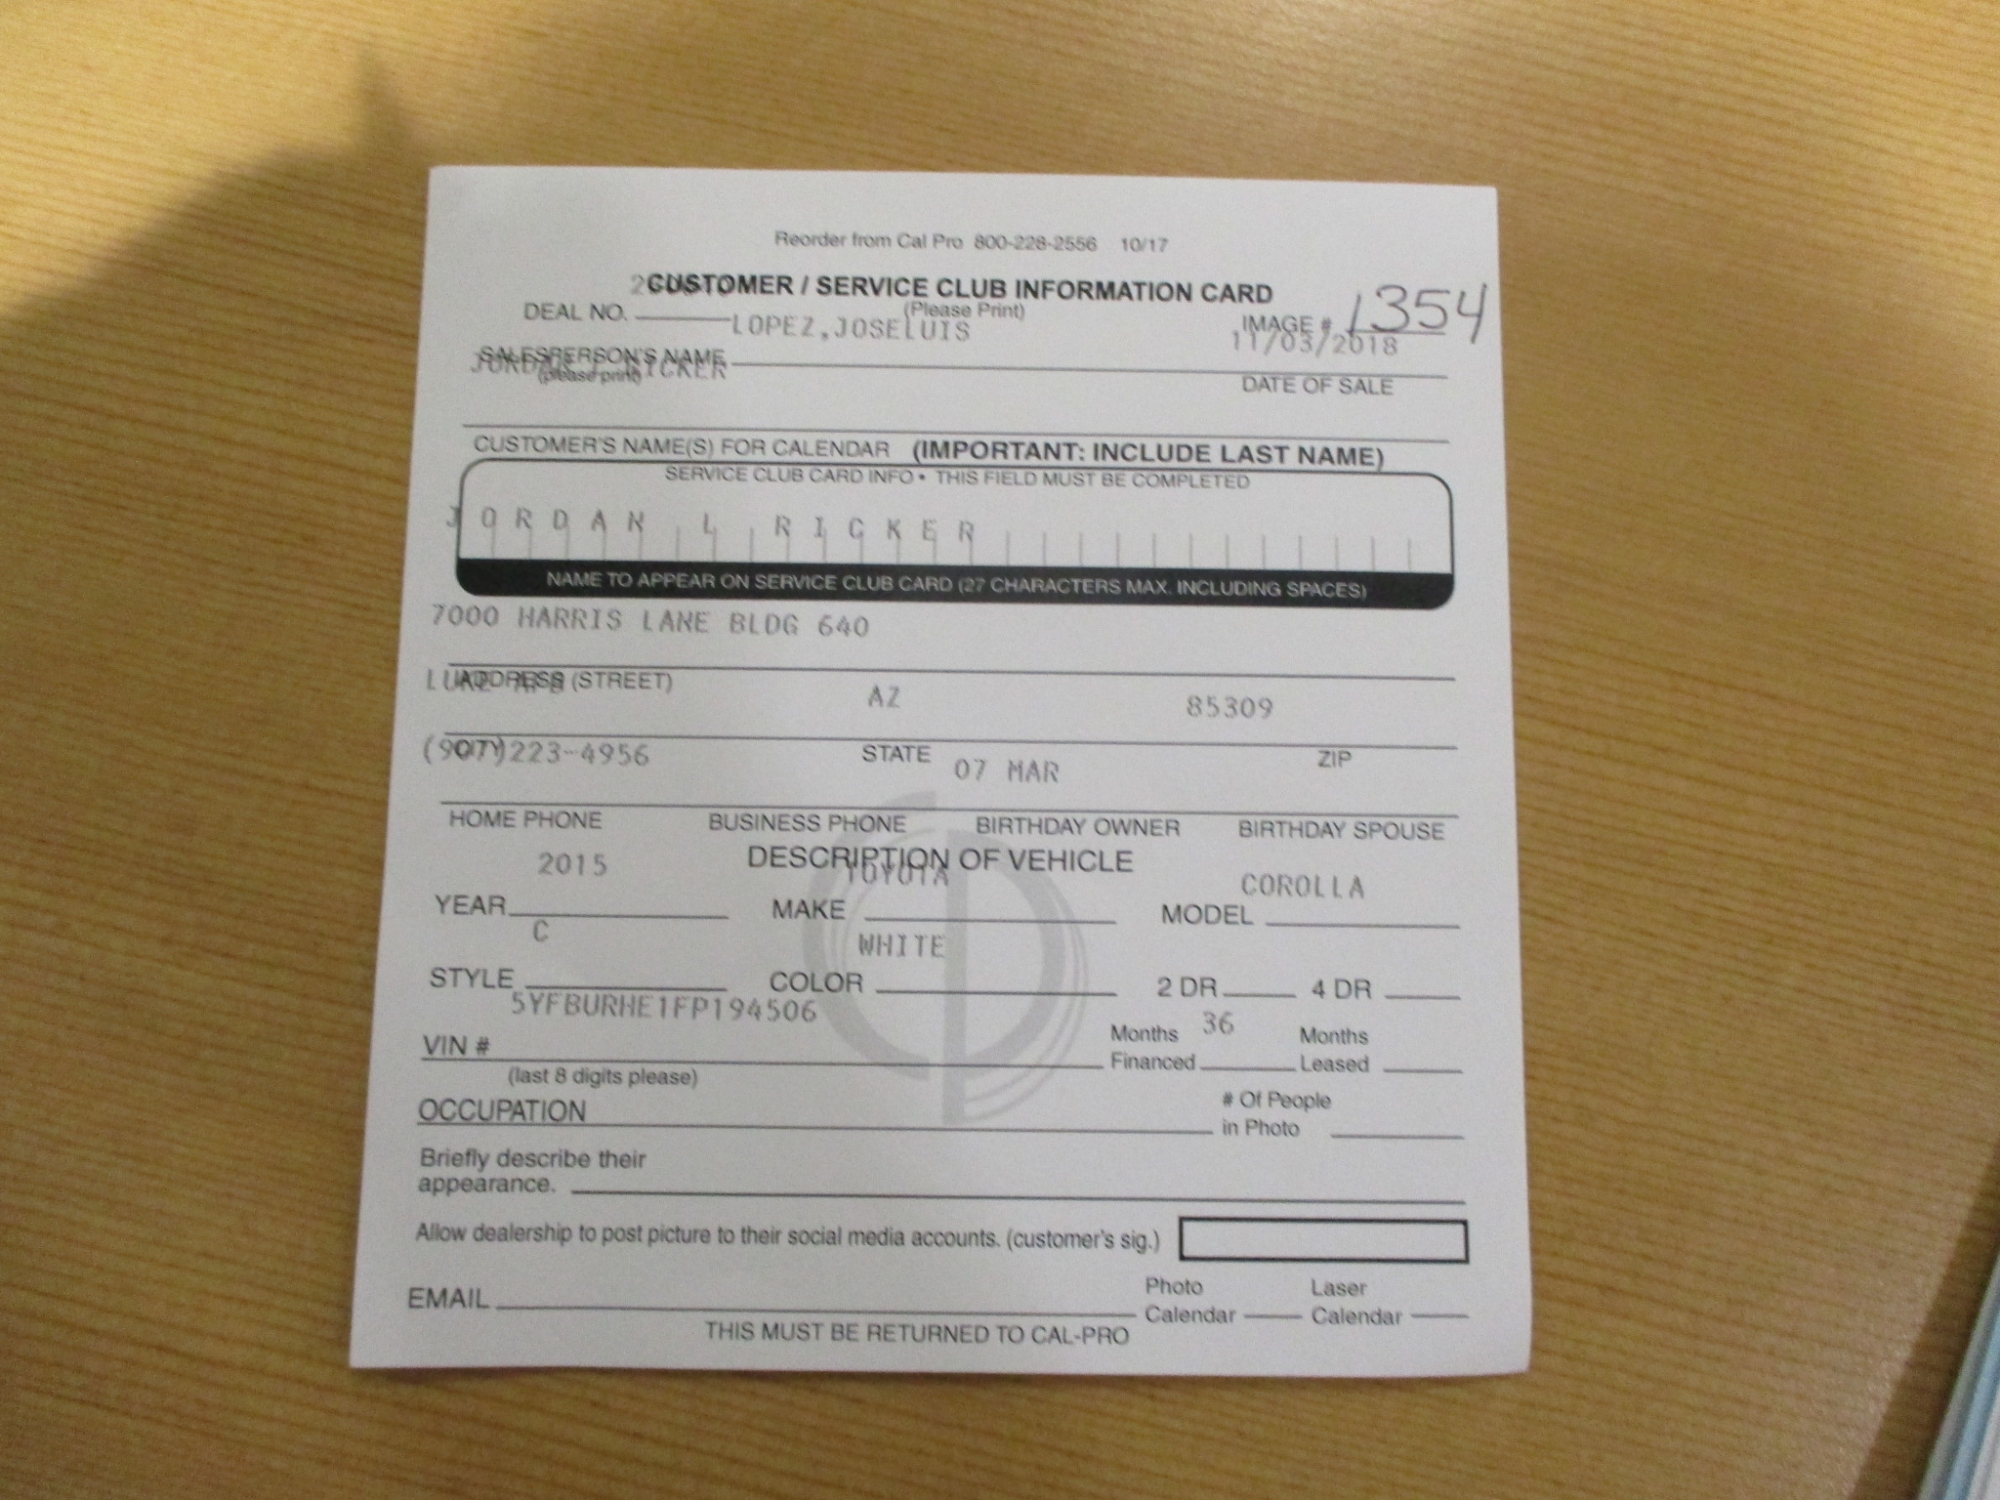 Reorder from Cal Pro 800-228-2556 10/17
CUSTOMER / SERVICE CLUB INFORMATION CARD
(Please Print)
DEAL NO.
LOPEZ,JOSELUIS
IMAGE # 1354
11/03/2018
SALESPERSON'S NAME
JORDAN L RICKER
(please print)
DATE OF SALE
CUSTOMER'S NAME(S) FOR CALENDAR (IMPORTANT: INCLUDE LAST NAME)
SERVICE CLUB CARD INFO • THIS FIELD MUST BE COMPLETED
JORDAN L RICKER
NAME TO APPEAR ON SERVICE CLUB CARD (27 CHARACTERS MAX. INCLUDING SPACES)
7000 HARRIS LANE BLDG 640
ADDRESS (STREET)
LUKE AFB AZ 85309
CITY STATE ZIP
(907)223-4956 07 MAR
HOME PHONE BUSINESS PHONE BIRTHDAY OWNER BIRTHDAY SPOUSE
DESCRIPTION OF VEHICLE
2015 TOYOTA COROLLA
YEAR MAKE MODEL
C WHITE
STYLE COLOR 2 DR 4 DR
5YFBURHE1FP194506
VIN #
(last 8 digits please)
Months Financed 36 Months Leased
OCCUPATION
# Of People in Photo
Briefly describe their
appearance.
Allow dealership to post picture to their social media accounts. (customer's sig.)
EMAIL
Photo Calendar Laser Calendar
THIS MUST BE RETURNED TO CAL-PRO